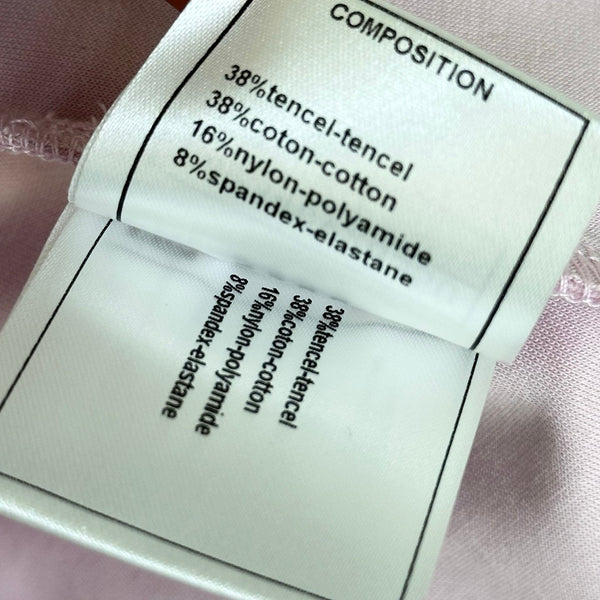 COMPOSITION
38%tencel-tencel
38%coton-cotton
16%nylon-polyamide
8%spandex-elastane
38%tencel-tencel
38%coton-cotton
16%nylon-polyamide
8%spandex-elastane